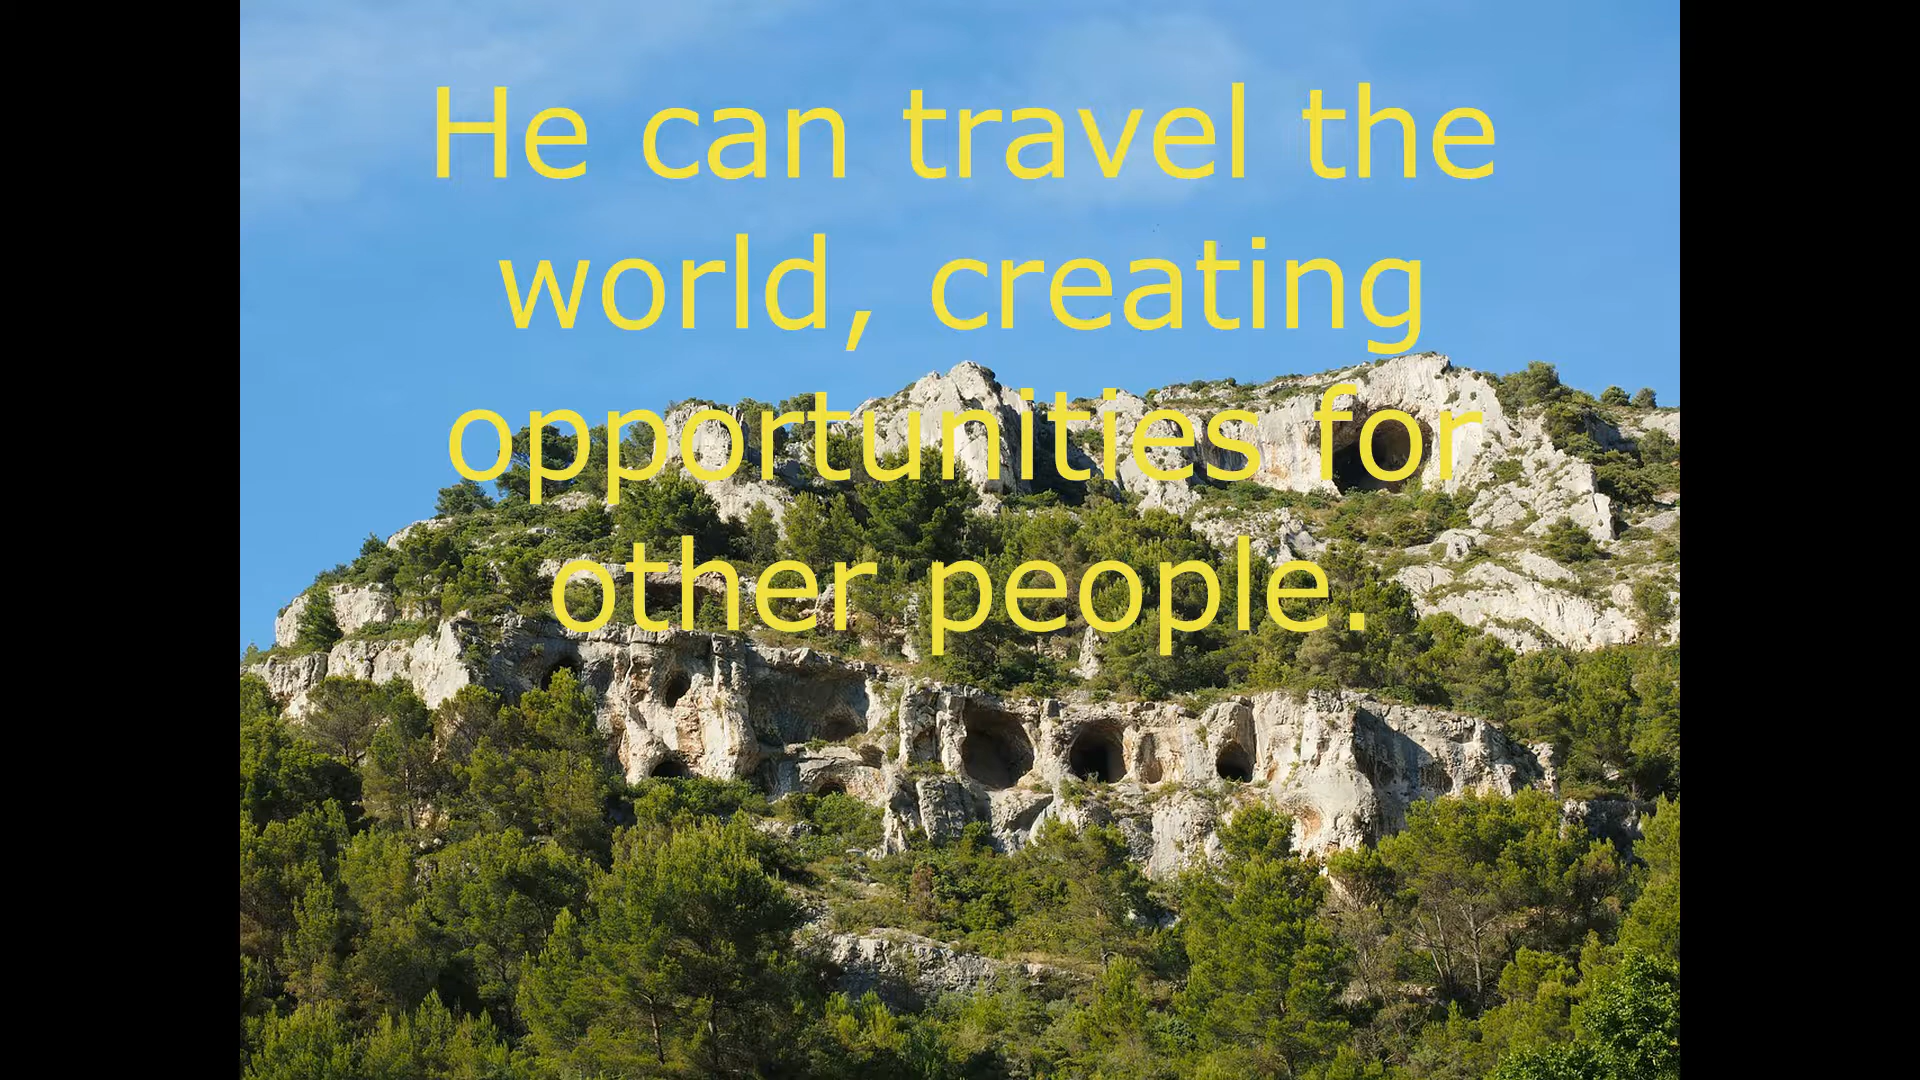 He can travel the
world, creating
opportunities for
other people.